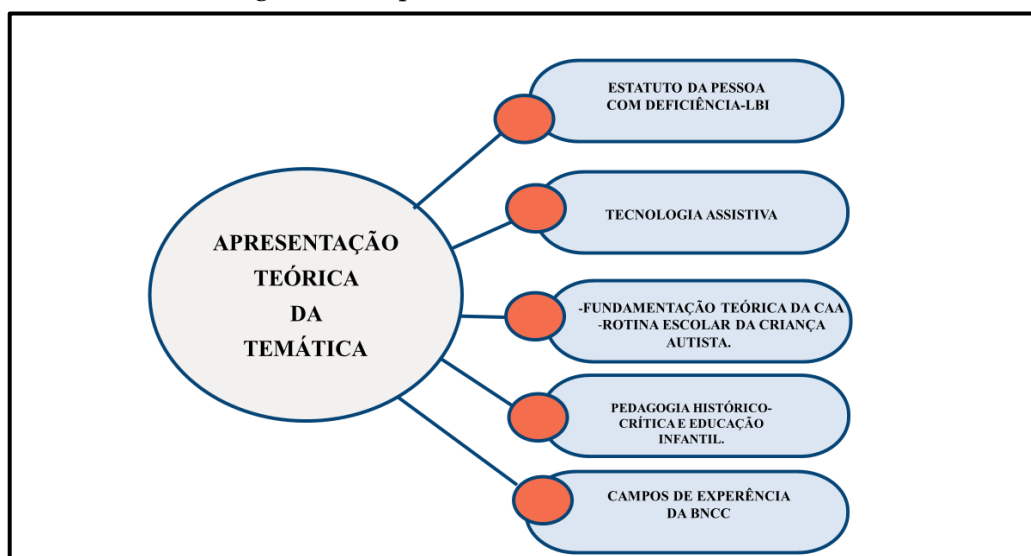 APRESENTAÇÃO
TEÓRICA
DA
TEMÁTICA
ESTATUTO DA PESSOA
COM DEFICIÊNCIA-LBI
TECNOLOGIA ASSISTIVA
-FUNDAMENTAÇÃO TEÓRICA DA CAA
-ROTINA ESCOLAR DA CRIANÇA
AUTISTA.
PEDAGOGIA HISTÓRICO-
CRÍTICA E EDUCAÇÃO
INFANTIL.
CAMPOS DE EXPERÊNCIA
DA BNCC